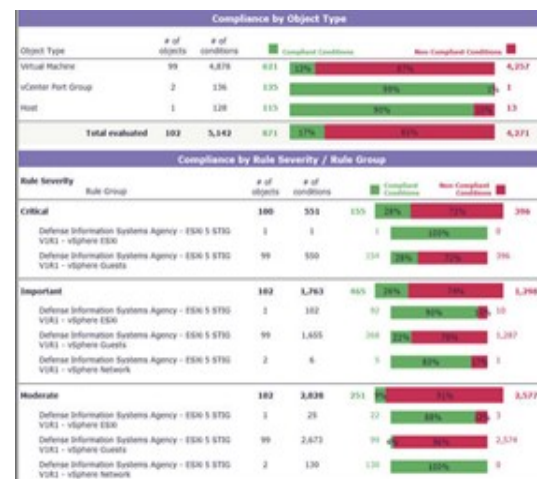 Compliance by Object Type
Object Type # of objects # of conditions Compliant Conditions Non-Compliant Conditions
Virtual Machine 99 4,878 621 12% 87% 4,257
vCenter Port Group 2 136 135 99% 1
Host 1 128 115 90% 13
Total evaluated 102 5,142 871 17% 4,271
Compliance by Rule Severity / Rule Group
Rule Severity
Rule Group # of objects # of conditions Compliant Conditions Non-Compliant Conditions
Critical 100 551 155 28% 72% 396
Defense Information Systems Agency - ESXi 5 STIG
V1R1 - vSphere ESXi 1 1 1 100% 0
Defense Information Systems Agency - ESXi 5 STIG
V1R1 - vSphere Guests 99 550 154 28% 72% 396
Important 102 1,763 465 26% 74% 1,298
Defense Information Systems Agency - ESXi 5 STIG
V1R1 - vSphere ESXi 1 102 92 90% 10
Defense Information Systems Agency - ESXi 5 STIG
V1R1 - vSphere Guests 99 1,655 368 22% 78% 1,287
Defense Information Systems Agency - ESXi 5 STIG
V1R1 - vSphere Network 2 6 5 83% 17% 1
Moderate 102 2,828 251 9% 91% 2,577
Defense Information Systems Agency - ESXi 5 STIG
V1R1 - vSphere ESXi 1 25 22 88% 3
Defense Information Systems Agency - ESXi 5 STIG
V1R1 - vSphere Guests 99 2,673 99 96% 2,574
Defense Information Systems Agency - ESXi 5 STIG
V1R1 - vSphere Network 2 130 130 100% 0